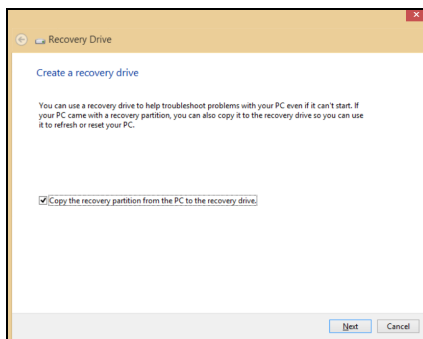 Recovery Drive
Create a recovery drive
You can use a recovery drive to help troubleshoot problems with your PC even if it can't start. If
your PC came with a recovery partition, you can also copy it to the recovery drive so you can use
it to refresh or reset your PC.
Copy the recovery partition from the PC to the recovery drive.
Next Cancel